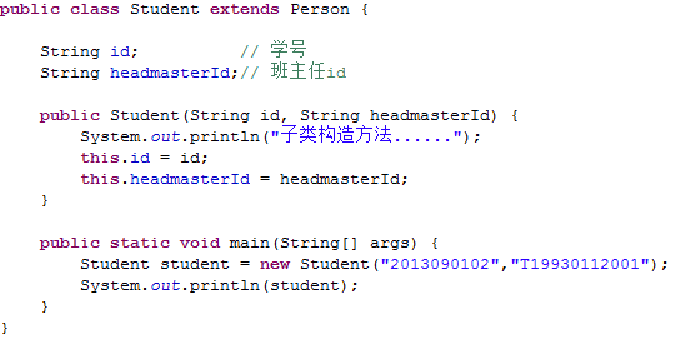 public class Student extends Person {
String id; // 学号
String headmasterId;// 班主任id
public Student(String id, String headmasterId) {
System.out.println("子类构造方法......");
this.id = id;
this.headmasterId = headmasterId;
}
public static void main(String[] args) {
Student student = new Student("2013090102","T19930112001");
System.out.println(student);
}
}